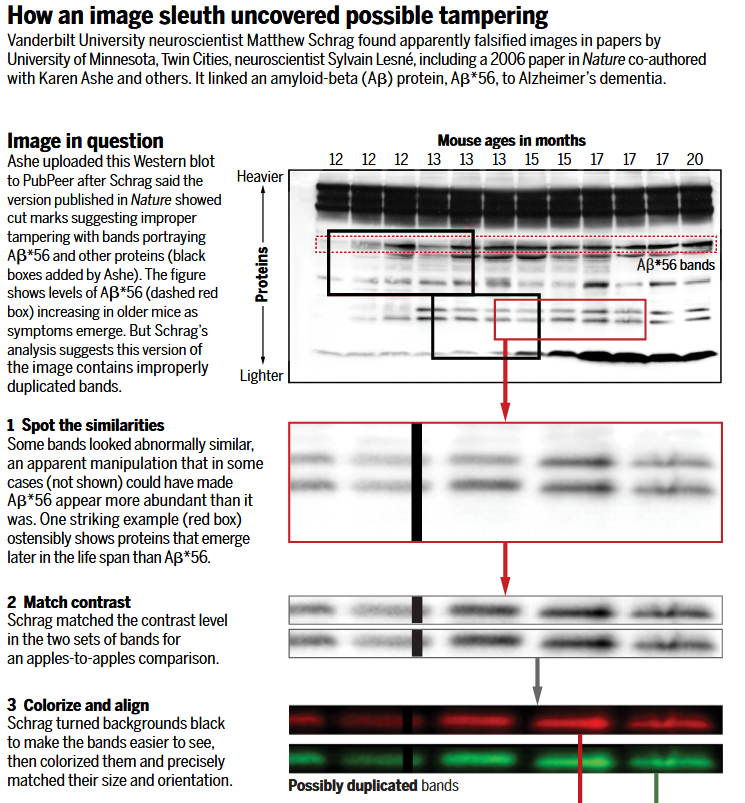 How an image sleuth uncovered possible tampering
Vanderbilt University neuroscientist Matthew Schrag found apparently falsified images in papers by
University of Minnesota, Twin Cities, neuroscientist Sylvain Lesné, including a 2006 paper in Nature co-authored
with Karen Ashe and others. It linked an amyloid-beta (Aβ) protein, Aβ*56, to Alzheimer’s dementia.
Image in question
Ashe uploaded this Western blot
to PubPeer after Schrag said the
version published in Nature showed
cut marks suggesting improper
tampering with bands portraying
Aβ*56 and other proteins (black
boxes added by Ashe). The figure
shows levels of Aβ*56 (dashed red
box) increasing in older mice as
symptoms emerge. But Schrag’s
analysis suggests this version of
the image contains improperly
duplicated bands.
Mouse ages in months
12 12 12 13 13 13 15 15 17 17 17 20
Heavier
Proteins
Lighter
Aβ*56 bands
1 Spot the similarities
Some bands looked abnormally similar,
an apparent manipulation that in some
cases (not shown) could have made
Aβ*56 appear more abundant than it
was. One striking example (red box)
ostensibly shows proteins that emerge
later in the life span than Aβ*56.
2 Match contrast
Schrag matched the contrast level
in the two sets of bands for
an apples-to-apples comparison.
3 Colorize and align
Schrag turned backgrounds black
to make the bands easier to see,
then colorized them and precisely
matched their size and orientation.
Possibly duplicated bands